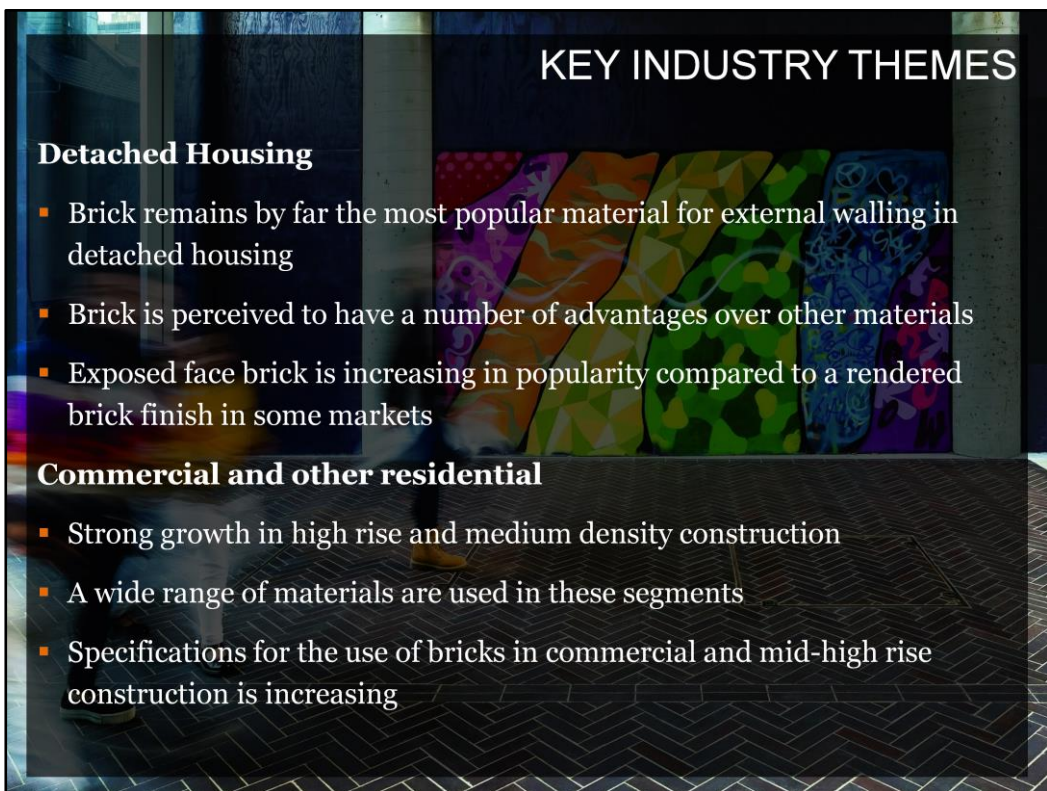 KEY INDUSTRY THEMES
Detached Housing
▪ Brick remains by far the most popular material for external walling in
detached housing
▪ Brick is perceived to have a number of advantages over other materials
▪ Exposed face brick is increasing in popularity compared to a rendered
brick finish in some markets
Commercial and other residential
▪ Strong growth in high rise and medium density construction
▪ A wide range of materials are used in these segments
▪ Specifications for the use of bricks in commercial and mid-high rise
construction is increasing